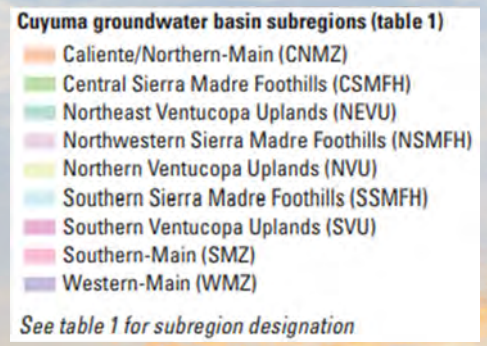 Cuyuma groundwater basin subregions (table 1)
Caliente/Northern-Main (CNMZ)
Central Sierra Madre Foothills (CSMFH)
Northeast Ventucopa Uplands (NEVU)
Northwestern Sierra Madre Foothills (NSMFH)
Northern Ventucopa Uplands (NVU)
Southern Sierra Madre Foothills (SSMFH)
Southern Ventucopa Uplands (SVU)
Southern-Main (SMZ)
Western-Main (WMZ)
See table 1 for subregion designation